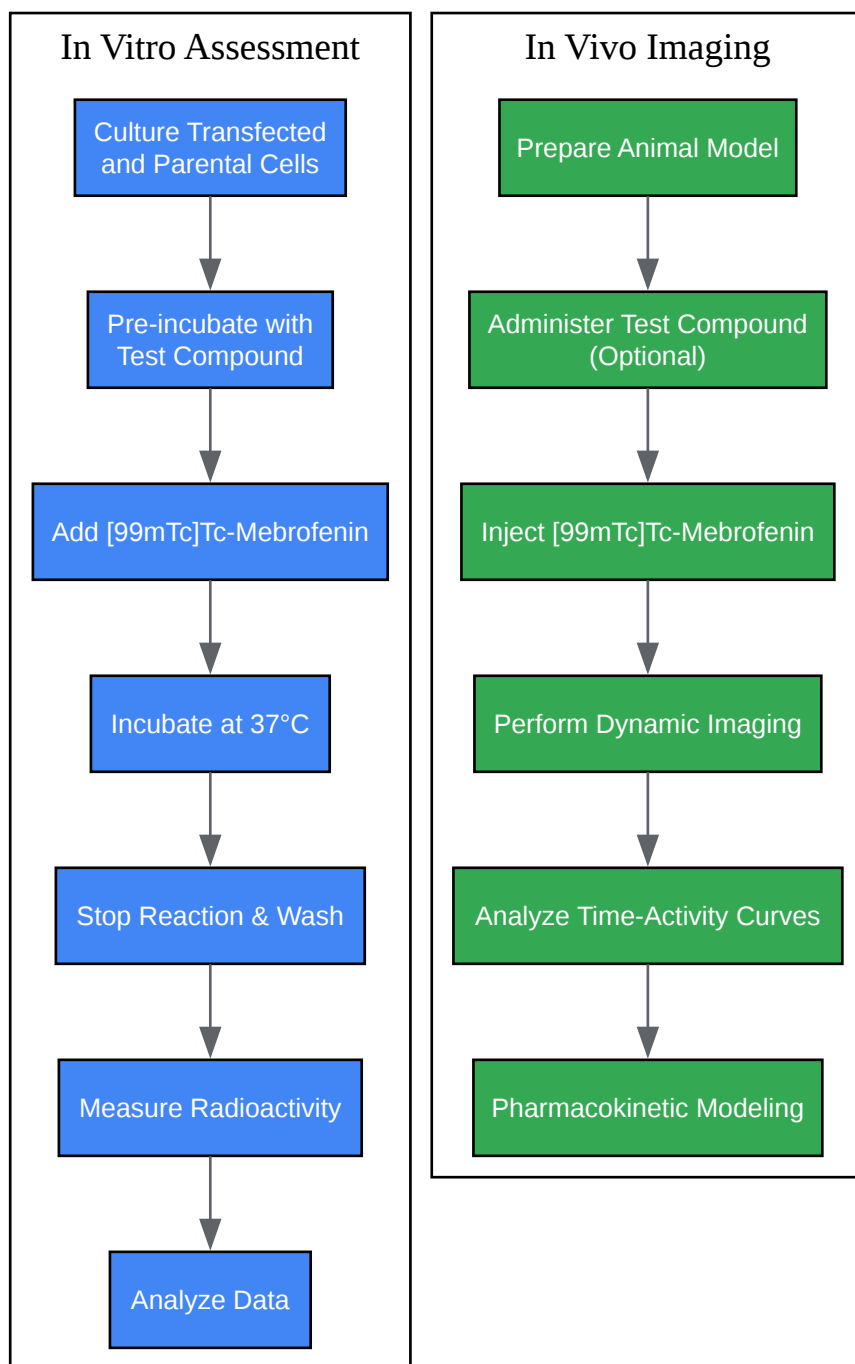 In Vitro Assessment
Culture Transfected
and Parental Cells
Pre-incubate with
Test Compound
Add [99mTc]Tc-Mebrofenin
Incubate at 37°C
Stop Reaction & Wash
Measure Radioactivity
Analyze Data
In Vivo Imaging
Prepare Animal Model
Administer Test Compound
(Optional)
Inject [99mTc]Tc-Mebrofenin
Perform Dynamic Imaging
Analyze Time-Activity Curves
Pharmacokinetic Modeling